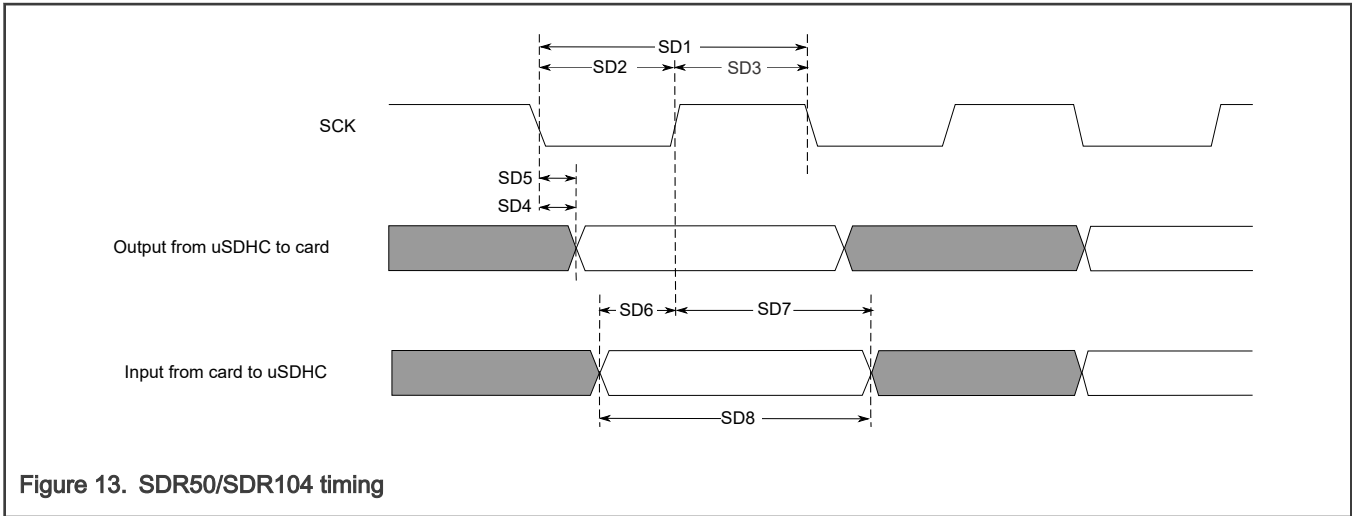 SD1
SD2 SD3
SCK
SD5
SD4
Output from uSDHC to card
SD6 SD7
Input from card to uSDHC
SD8
Figure 13. SDR50/SDR104 timing